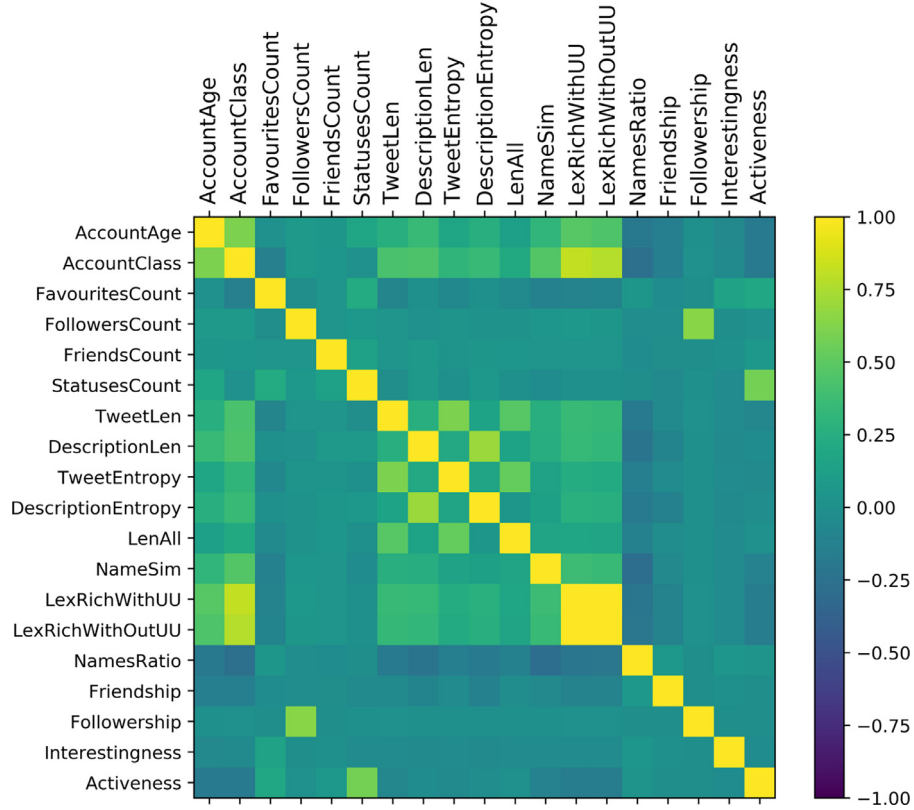 AccountAge
AccountClass
FavouritesCount
FollowersCount
FriendsCount
StatusesCount
TweetLen
DescriptionLen
TweetEntropy
DescriptionEntropy
LenAll
NameSim
LexRichWithUU
LexRichWithOutUU
NamesRatio
Friendship
Followership
Interestingness
Activeness
AccountAge
AccountClass
FavouritesCount
FollowersCount
FriendsCount
StatusesCount
TweetLen
DescriptionLen
TweetEntropy
DescriptionEntropy
LenAll
NameSim
LexRichWithUU
LexRichWithOutUU
NamesRatio
Friendship
Followership
Interestingness
Activeness
1.00
0.75
0.50
0.25
0.00
−0.25
−0.50
−0.75
−1.00